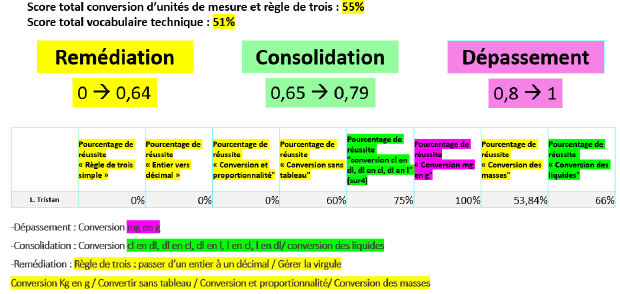 Score total conversion d'unités de mesure et règle de trois : 55%
Score total vocabulaire technique : 51%
Remédiation Consolidation Dépassement
0 → 0,64 0,65 → 0,79 0,8 → 1
Pourcentage de réussite « Règle de trois simple »
Pourcentage de réussite « Entier vers décimal »
Pourcentage de réussite « Conversion et proportionnalité"
Pourcentage de réussite « Conversion sans tableau"
Pourcentage de réussite "conversion cl en dl, dl en cl, dl en l" (sur4)
Pourcentage de réussite « Conversion mg en g"
Pourcentage de réussite « Conversion des masses"
Pourcentage de réussite « Conversion des liquides"
L. Tristan 0% 0% 0% 60% 75% 100% 53,84% 66%
-Dépassement : Conversion mg en g
-Consolidation : Conversion cl en dl, dl en cl, dl en l, l en cl, l en dl/ conversion des liquides
-Remédiation : Règle de trois : passer d'un entier à un décimal / Gérer la virgule
Conversion Kg en g / Convertir sans tableau / Conversion et proportionnalité/ Conversion des masses